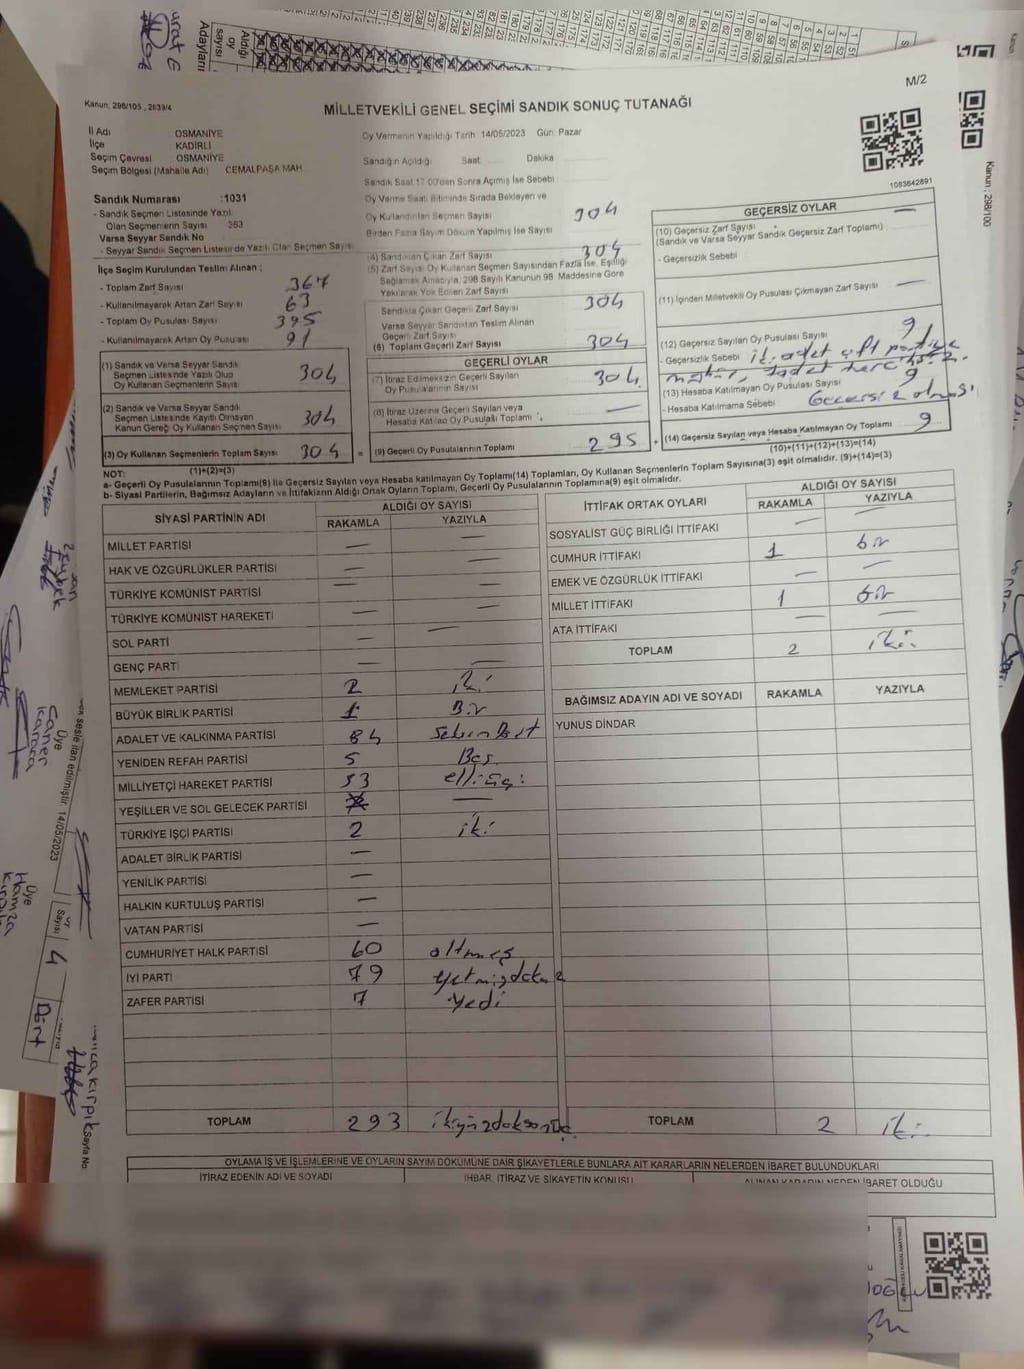 M/2
Kanun, 298/105 , 2839/4
MİLLETVEKİLİ GENEL SEÇİMİ SANDIK SONUÇ TUTANAĞI
İl Adı : OSMANİYE
İlçe : KADİRLİ
Seçim Çevresi : OSMANİYE
Seçim Bölgesi (Mahalle Adı) : CEMALPAŞA MAH
Oy Vermenin Yapıldığı Tarih :14/05/2023 Gün: Pazar
Sandığın Açıldığı Saat Dakika
Sandık Saat 17:00'den Sonra Açılmış İse Sebebi
Oy Verme Saati Bitiminde Sırada Bekleyen ve
Oy Kullandırılan Seçmen Sayısı 304
Birden Fazla Sayım Döküm Yapılmış İse Sayısı
1083642891
Kanun : 298/100
Sandık Numarası :1031
- Sandık Seçmen Listesinde Yazılı
Olan Seçmenlerin Sayısı : 353
Varsa Seyyar Sandık No
- Seyyar Sandık Seçmen Listesinde Yazılı Olan Seçmen Sayısı
İlçe Seçim Kurulundan Teslim Alınan ;
- Toplam Zarf Sayısı 367
- Kullanılmayarak Artan Zarf Sayısı 63
- Toplam Oy Pusulası Sayısı 395
- Kullanılmayarak Artan Oy Pusulası 91
(1) Sandık ve Varsa Seyyar Sandık
Seçmen Listesinde Yazılı Olup
Oy Kullanan Seçmenlerin Sayısı 304
(2) Sandık ve Varsa Seyyar Sandık
Seçmen Listesinde Kayıtlı Olmayan
Kanun Gereği Oy Kullanan Seçmen Sayısı 304
(3) Oy Kullanan Seçmenlerin Toplam Sayısı 304
(1)+(2)=(3)
(4) Sandıktan Çıkan Zarf Sayısı 304
(5) Zarf Sayısı Oy Kullanan Seçmen Sayısından Fazla İse, Eşitliği
Sağlamak Amacıyla, 298 Sayılı Kanunun 98. Maddesine Göre
Yakılarak Yok Edilen Zarf Sayısı
Sandıkta Çıkan Geçerli Zarf Sayısı 304
Varsa Seyyar Sandıktan Teslim Alınan
Geçerli Zarf Sayısı
(6) Toplam Geçerli Zarf Sayısı 304
GEÇERLİ OYLAR
(7) İtiraz Edilmeksizin Geçerli Sayılan
Oy Pusulalarının Sayısı 304
(8) İtiraz Üzerine Geçerli Sayılan veya
Hesaba Katılan Oy Pusulası Toplamı —
(9) Geçerli Oy Pusulalarının Toplamı 295
GEÇERSİZ OYLAR
(10) Geçersiz Zarf Sayısı —
(Sandık ve Varsa Seyyar Sandık Geçersiz Zarf Toplamı)
- Geçersizlik Sebebi
(11) İçinden Milletvekili Oy Pusulası Çıkmayan Zarf Sayısı —
(12) Geçersiz Sayılan Oy Pusulası Sayısı 9
- Geçersizlik Sebebi iki adet çift partiye
(13) Hesaba Katılmayan Oy Pusulası Sayısı 9
- Hesaba Katılmama Sebebi Geçersiz olması
(14) Geçersiz Sayılan veya Hesaba Katılmayan Oy Toplamı 9
(10)+(11)+(12)+(13)=(14)
NOT:
a- Geçerli Oy Pusulalarının Toplamı(9) ile Geçersiz Sayılan veya Hesaba katılmayan Oy Toplamı(14) Toplamları, Oy Kullanan Seçmenlerin Toplam Sayısına(3) eşit olmalıdır. (9)+(14)=(3)
b- Siyasi Partilerin, Bağımsız Adayların ve İttifakların Aldığı Ortak Oyların Toplamı, Geçerli Oy Pusulalarının Toplamına(9) eşit olmalıdır.
SİYASİ PARTİNİN ADI ALDIĞI OY SAYISI
RAKAMLA YAZIYLA
MİLLET PARTİSİ — —
HAK VE ÖZGÜRLÜKLER PARTİSİ — —
TÜRKİYE KOMÜNİST PARTİSİ — —
TÜRKİYE KOMÜNİST HAREKETİ — —
SOL PARTİ — —
GENÇ PARTİ — —
MEMLEKET PARTİSİ 2 iki
BÜYÜK BİRLİK PARTİSİ 1 Bir
ADALET VE KALKINMA PARTİSİ 84 Seksendört
YENİDEN REFAH PARTİSİ 5 Beş
MİLLİYETÇİ HAREKET PARTİSİ 53 elliüç
YEŞİLLER VE SOL GELECEK PARTİSİ —
TÜRKİYE İŞÇİ PARTİSİ 2 iki
ADALET BİRLİK PARTİSİ —
YENİLİK PARTİSİ —
HALKIN KURTULUŞ PARTİSİ —
VATAN PARTİSİ —
CUMHURİYET HALK PARTİSİ 60 altmış
İYİ PARTİ 79 yetmişdokuz
ZAFER PARTİSİ 7 yedi
TOPLAM 293 ikiyüzdoksanüç
İTTİFAK ORTAK OYLARI ALDIĞI OY SAYISI
RAKAMLA YAZIYLA
SOSYALİST GÜÇ BİRLİĞİ İTTİFAKI — —
CUMHUR İTTİFAKI 1 bir
EMEK VE ÖZGÜRLÜK İTTİFAKI — —
MİLLET İTTİFAKI 1 bir
ATA İTTİFAKI — —
TOPLAM 2 iki
BAĞIMSIZ ADAYIN ADI VE SOYADI RAKAMLA YAZIYLA
YUNUS DİNDAR
TOPLAM 2 iki
OYLAMA İŞ VE İŞLEMLERİNE VE OYLARIN SAYIM DÖKÜMÜNE DAİR ŞİKAYETLERLE BUNLARA AİT KARARLARIN NELERDEN İBARET BULUNDUKLARI
İTİRAZ EDENİN ADI VE SOYADI
İHBAR, İTİRAZ VE ŞİKAYETİN KONUSU
ALINAN KARARIN NEDEN İBARET OLDUĞU
Aldığı oy sayısı
Adayların
Üye
Caner
Karaca
Üye
Hamza
sesle ilan edilmiştir. 14/05/2023
Sayısı 4 Dört
Sayfa No